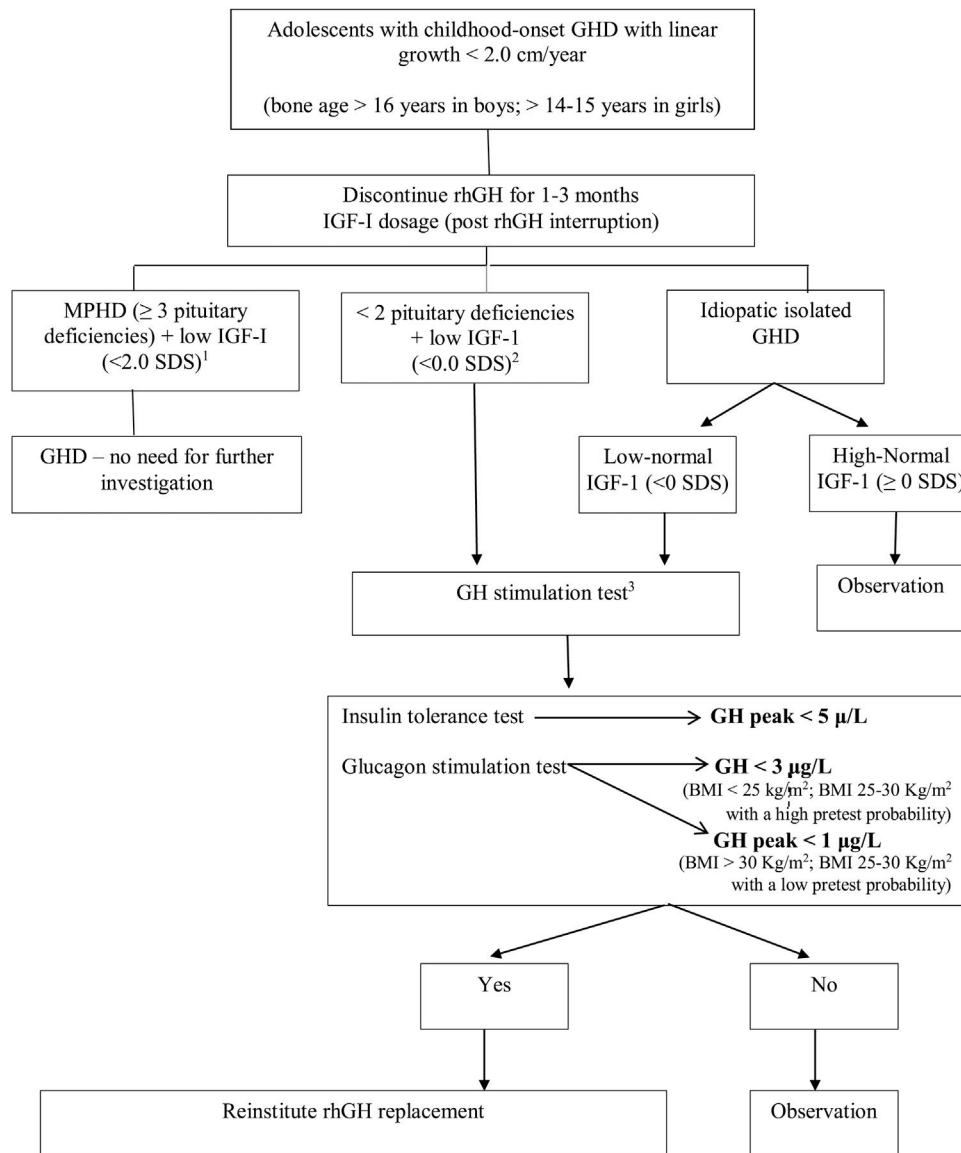 Adolescents with childhood-onset GHD with linear
growth < 2.0 cm/year
(bone age > 16 years in boys; > 14-15 years in girls)
Discontinue rhGH for 1-3 months
IGF-I dosage (post rhGH interruption)
MPHD (≥ 3 pituitary
deficiencies) + low IGF-I
(<2.0 SDS)¹
< 2 pituitary deficiencies
+ low IGF-1
(<0.0 SDS)²
Idiopatic isolated
GHD
GHD – no need for further
investigation
Low-normal
IGF-1 (<0 SDS)
High-Normal
IGF-1 (≥ 0 SDS)
GH stimulation test³
Observation
Insulin tolerance test
GH peak < 5 µ/L
Glucagon stimulation test
GH < 3 µg/L
(BMI < 25 kg/m²; BMI 25-30 Kg/m²
with a high pretest probability)
GH peak < 1 µg/L
(BMI > 30 Kg/m²; BMI 25-30 Kg/m²
with a low pretest probability)
Yes
No
Reinstitute rhGH replacement
Observation